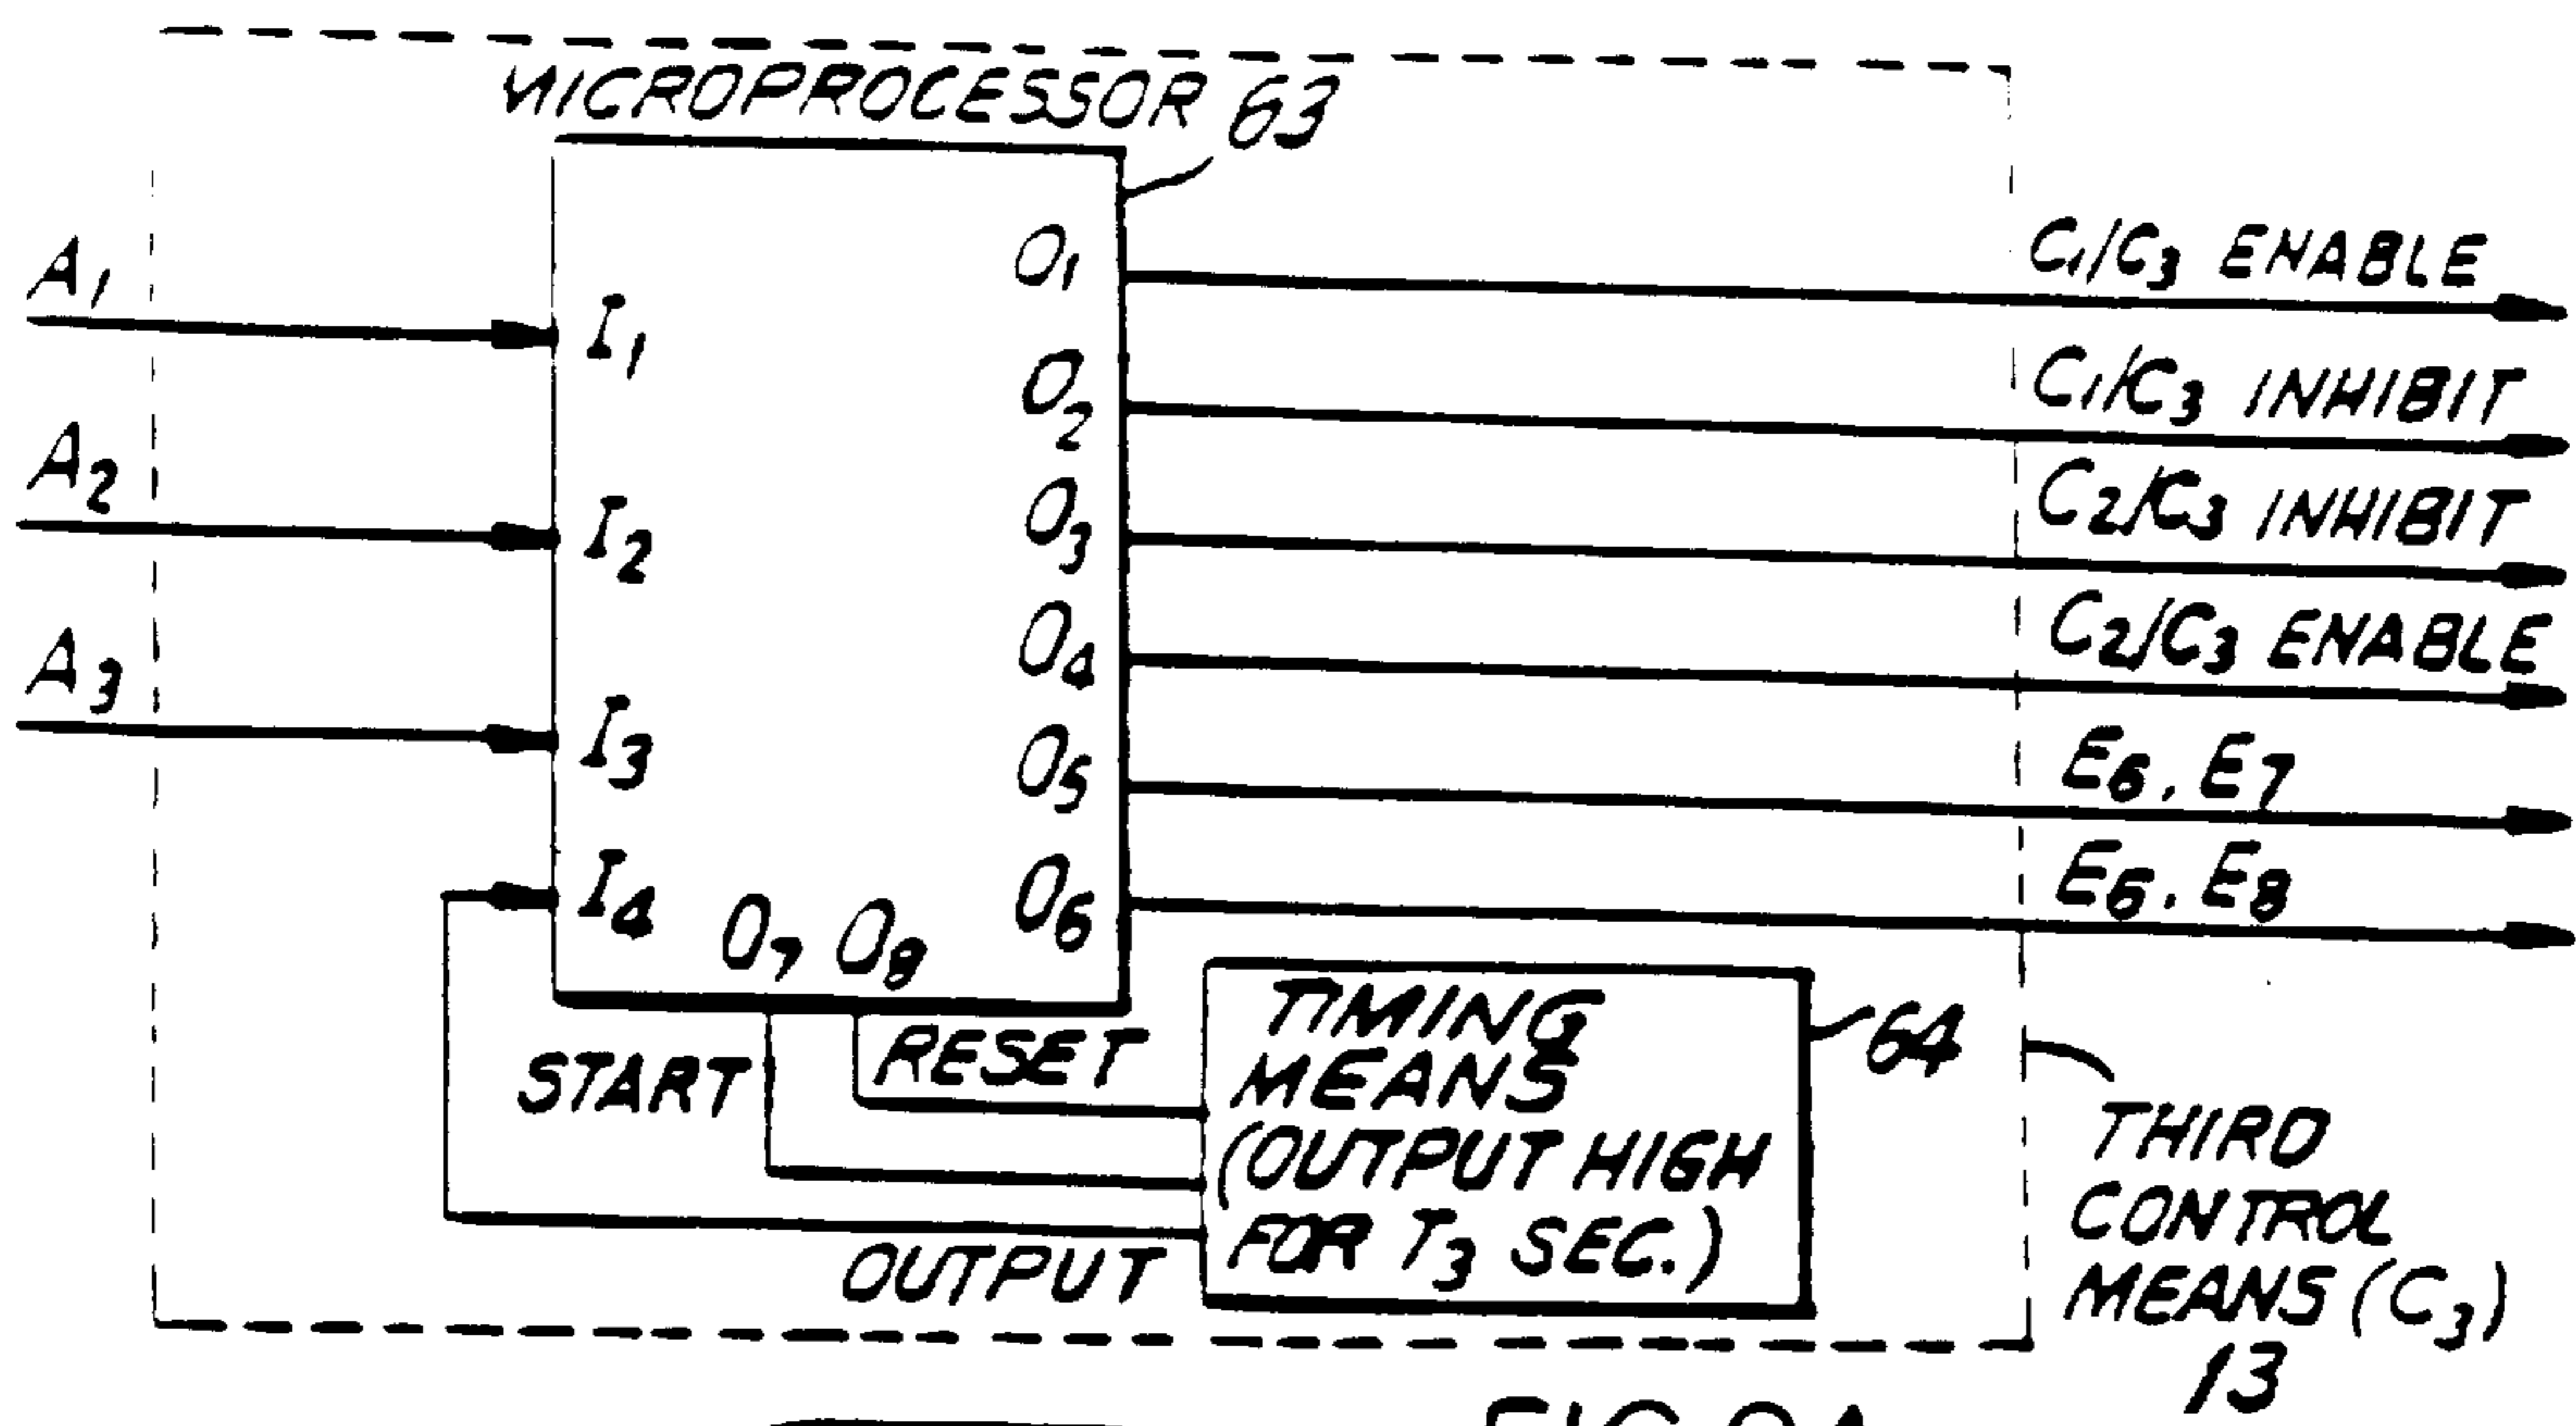 MICROPROCESSOR 63
A1
A2
A3
I1
I2
I3
I4
O1
O2
O3
O4
O5
O6
O7 O8
C1/C3 ENABLE
C1/C3 INHIBIT
C2/C3 INHIBIT
C2/C3 ENABLE
E6, E7
E6, E8
START
RESET
OUTPUT
TIMING
MEANS
(OUTPUT HIGH
FOR T3 SEC.)
64
THIRD
CONTROL
MEANS (C3)
13